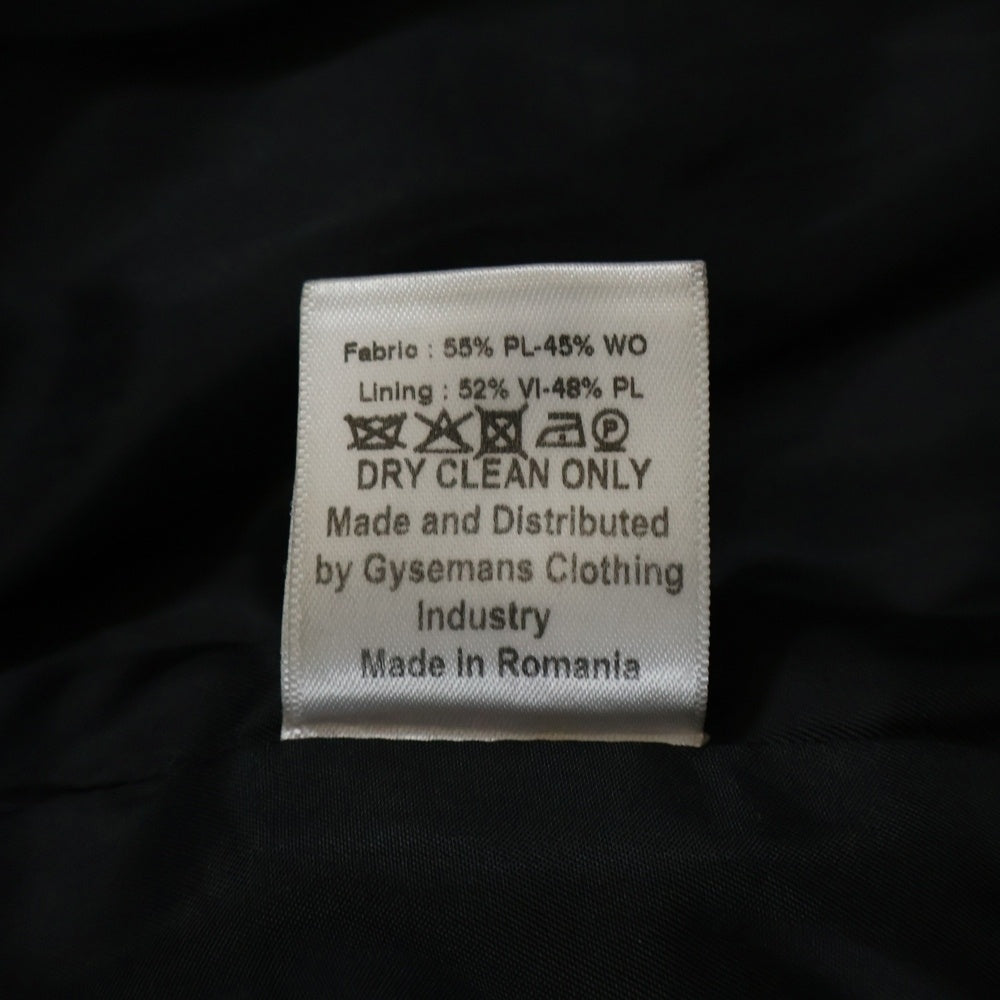 Fabric : 55% PL-45% WO
Lining : 52% VI-48% PL
P
DRY CLEAN ONLY
Made and Distributed
by Gysemans Clothing
Industry
Made in Romania